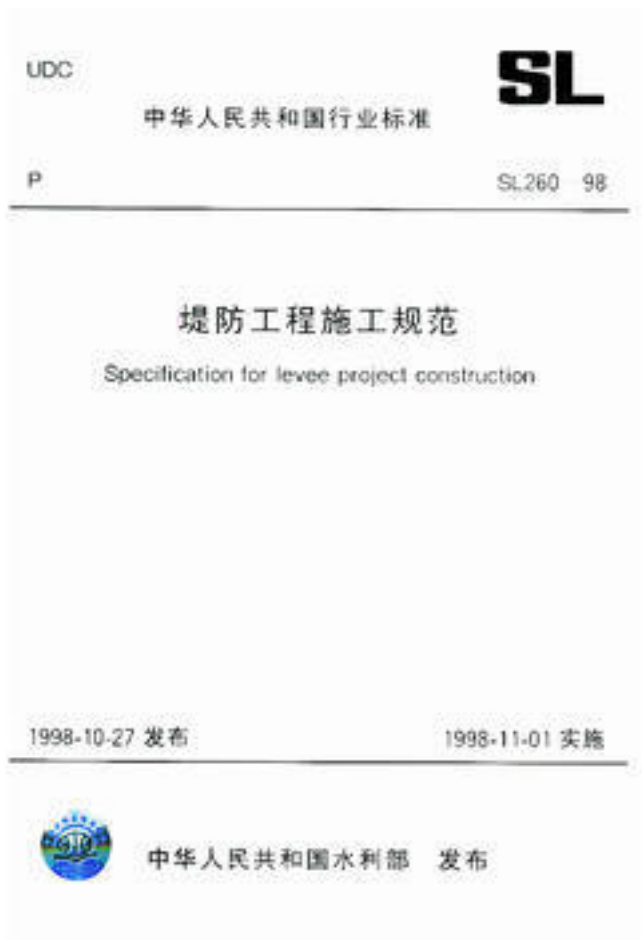 UDC
SL
中华人民共和国行业标准
P
SL260 98
堤防工程施工规范
Specification for levee project construction
1998-10-27 发布
1998-11-01 实施
中华人民共和国水利部 发布